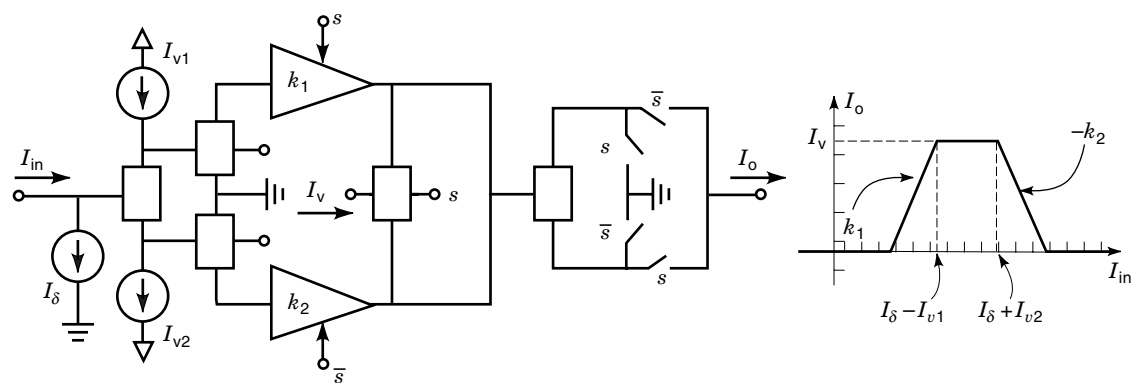 s
I_v1
k_1
s̅
s
I_in
I_v
s
I_o
s̅
s
I_δ
I_v2
k_2
s̅
I_o
I_v
−k_2
k_1
I_in
I_δ − I_v1
I_δ + I_v2